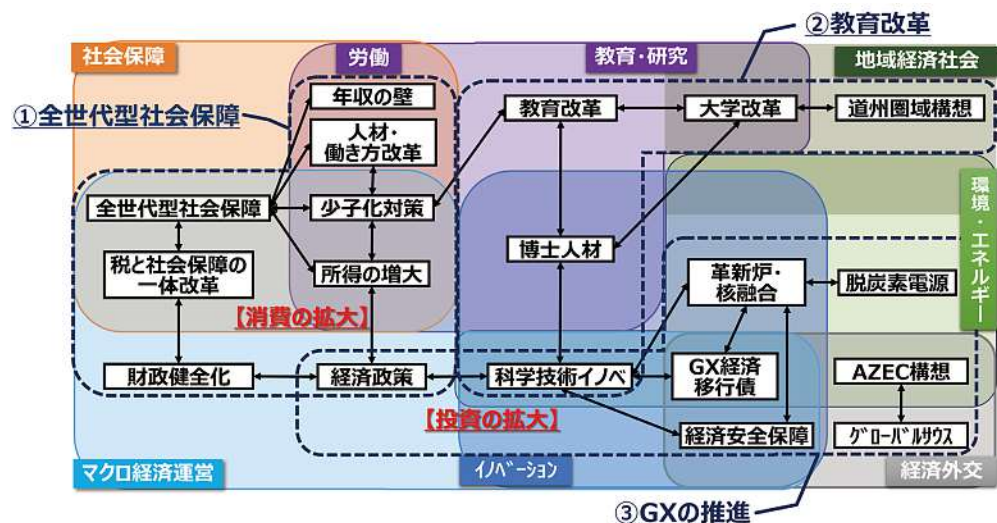 ②教育改革
社会保障
労働
教育・研究
地域経済社会
①全世代型社会保障
年収の壁
教育改革
大学改革
道州圏域構想
人材・
働き方改革
全世代型社会保障
少子化対策
環境・エネルギー
博士人材
税と社会保障の
一体改革
所得の増大
革新炉・
核融合
脱炭素電源
【消費の拡大】
財政健全化
経済政策
科学技術イノベ
GX経済
移行債
AZEC構想
【投資の拡大】
経済安全保障
ｸﾞﾛｰﾊﾞﾙｻｳｽ
マクロ経済運営
ｲﾉﾍﾞｰｼｮﾝ
経済外交
③GXの推進